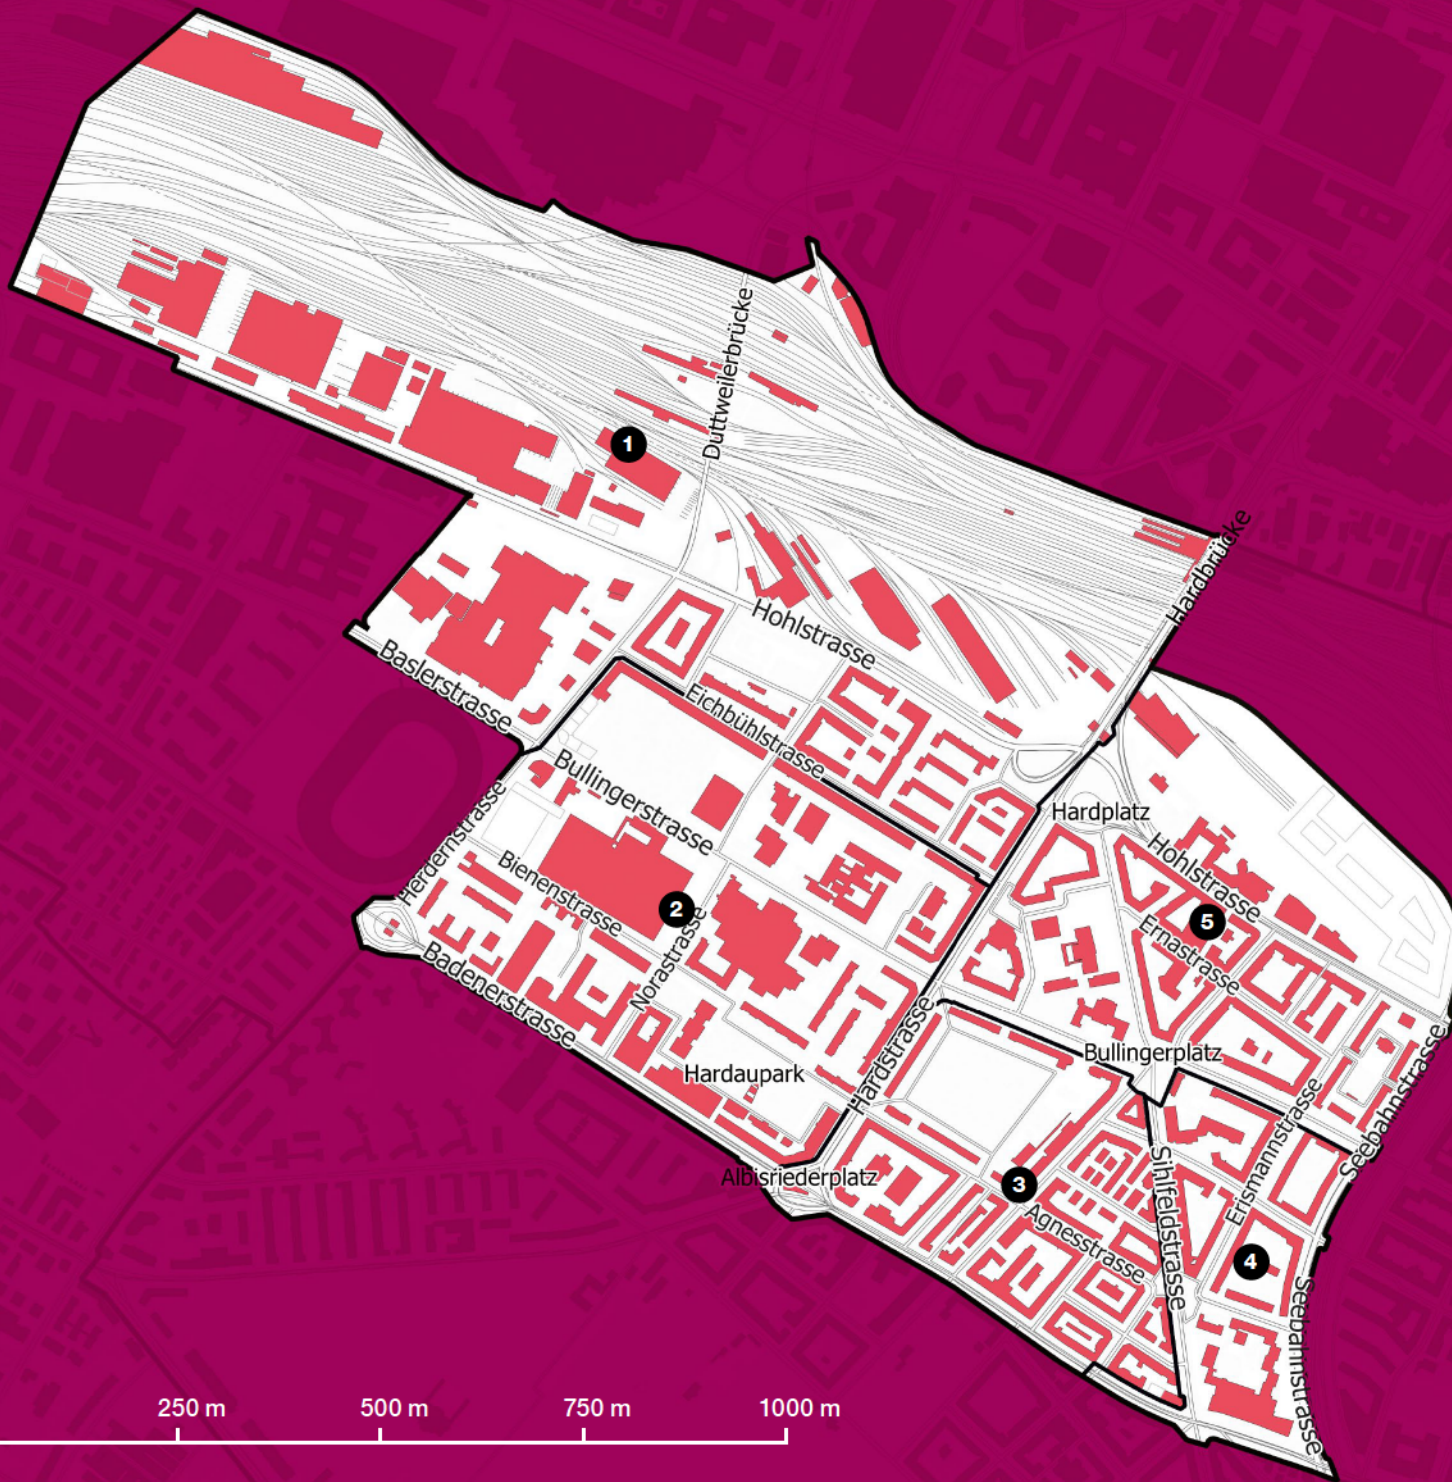 Duttweilerbrücke
1
Hardbrücke
Hohlstrasse
Baslerstrasse
Eichbühlstrasse
Bullingerstrasse
Hardplatz
Herdernstrasse
Hohlstrasse
Bienenstrasse
2
5
Norastrasse
Ernastrasse
Badenerstrasse
Hardstrasse
Bullingerplatz
Hardaupark
Seebahnstrasse
Erismannstrasse
Albisriederplatz
3
Sihlfeldstrasse
Agnesstrasse
4
Seebahnstrasse
250 m
500 m
750 m
1000 m